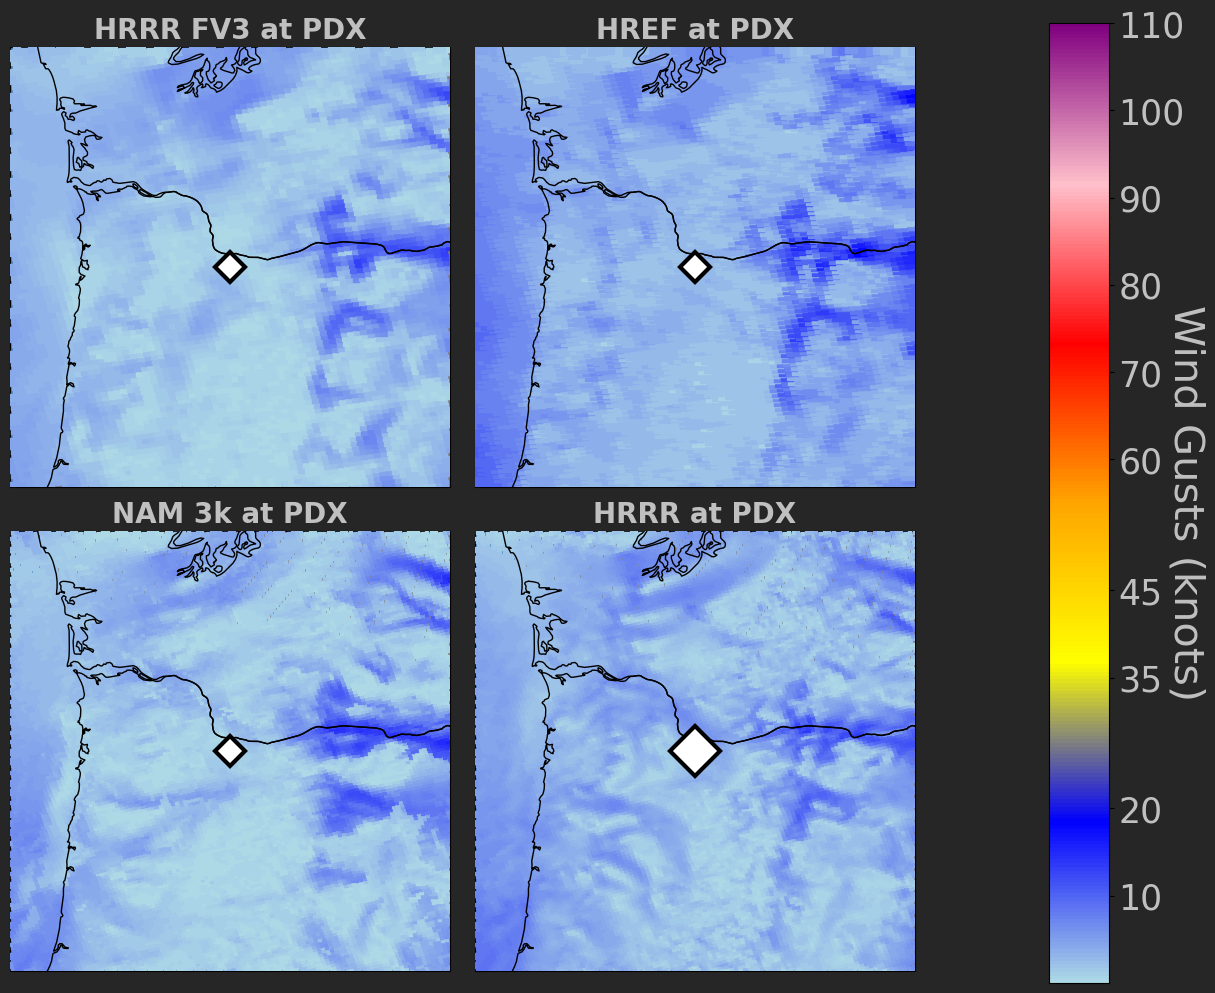 HRRR FV3 at PDX
HREF at PDX
NAM 3k at PDX
HRRR at PDX
110
100
90
80
70
60
45
35
20
10
Wind Gusts (knots)